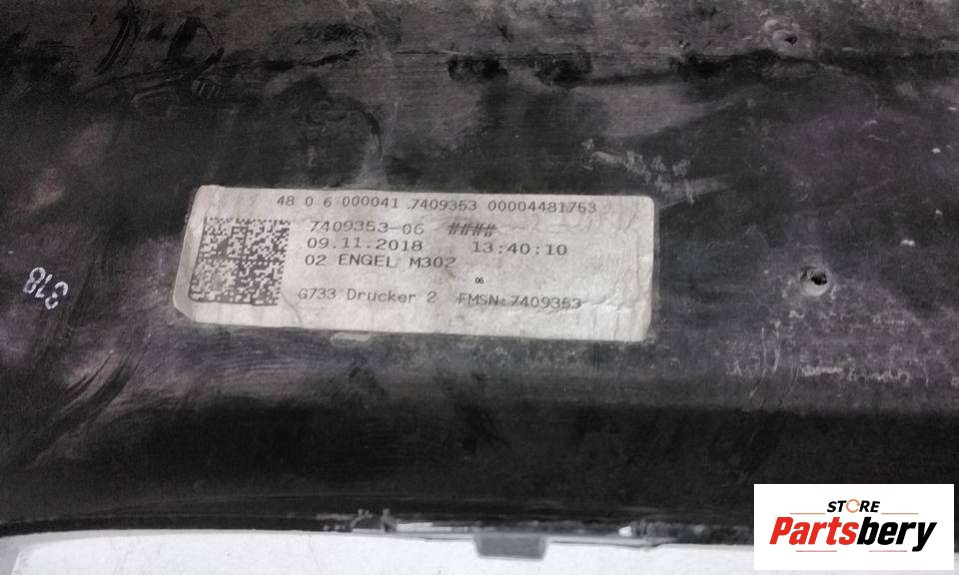 48 0 6 000041 .7409353 00004481753
7409353-06 ####
09.11.2018 13:40:10
02 ENGEL M302
06
G733 Drucker 2 FMSN:7409353
318
STORE
Partsbery